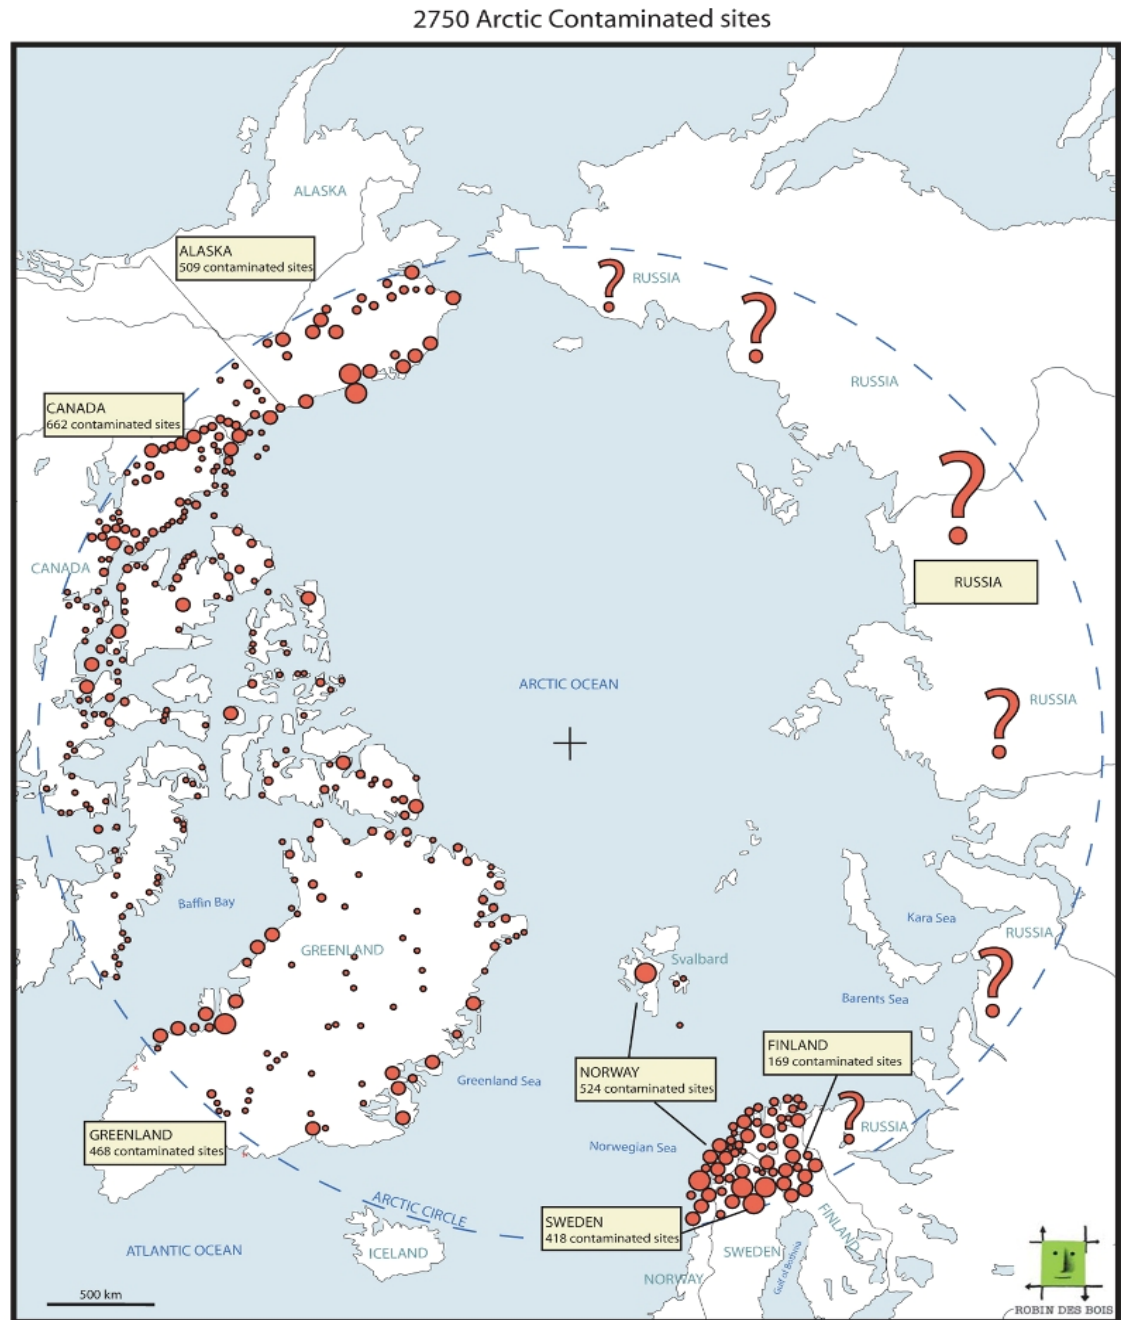 2750 Arctic Contaminated sites
ALASKA
ALASKA
509 contaminated sites
?
RUSSIA
?
RUSSIA
CANADA
662 contaminated sites
?
CANADA
RUSSIA
ARCTIC OCEAN
?
RUSSIA
Baffin Bay
Kara Sea
RUSSIA
GREENLAND
Svalbard
?
Barents Sea
FINLAND
169 contaminated sites
NORWAY
524 contaminated sites
Greenland Sea
?
RUSSIA
GREENLAND
468 contaminated sites
Norwegian Sea
ARCTIC CIRCLE
SWEDEN
418 contaminated sites
FINLAND
ATLANTIC OCEAN
ICELAND
SWEDEN
Gulf of Bothnia
NORWAY
500 km
ROBIN DES BOIS